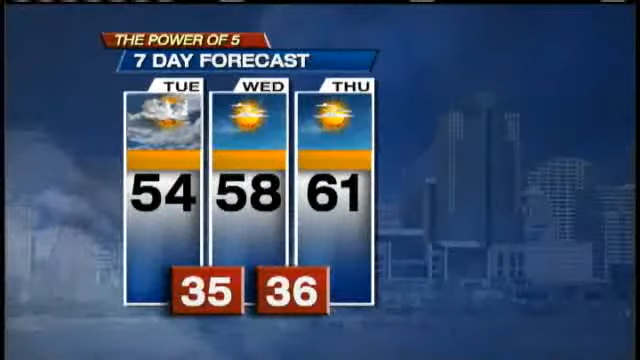 THE POWER OF 5
7 DAY FORECAST
TUE WED THU
54 58 61
35 36